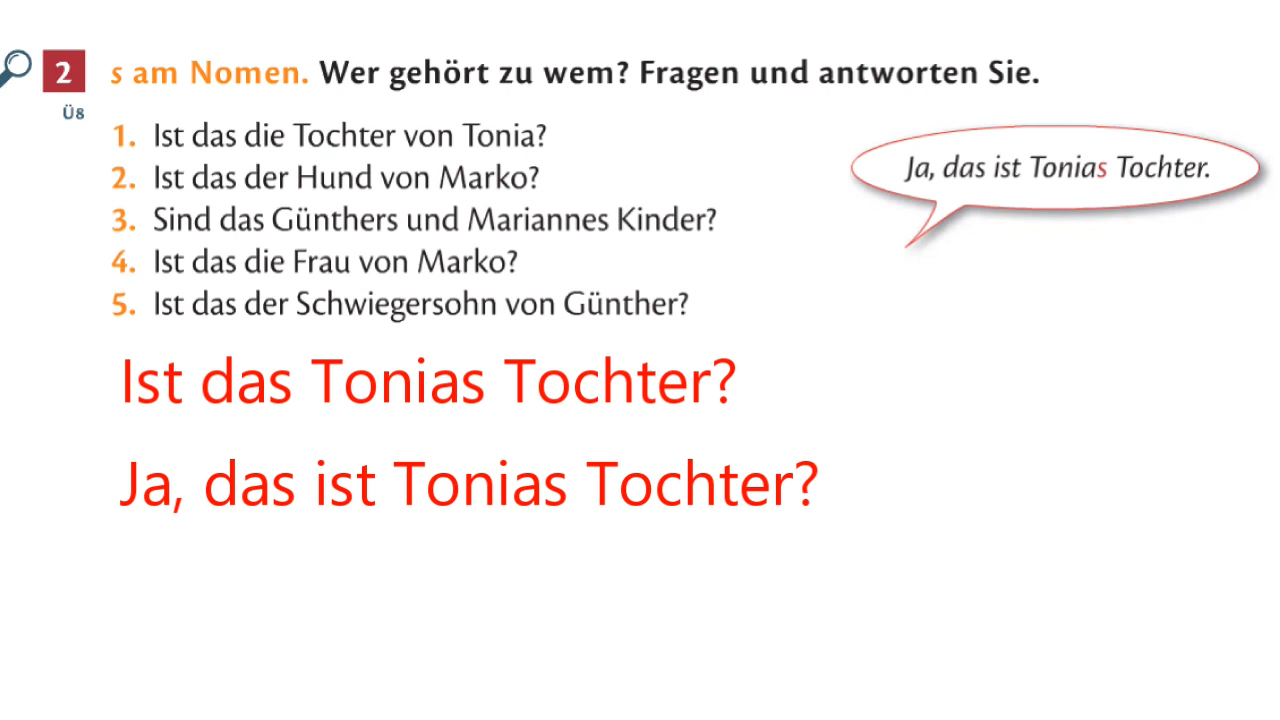 2 s am Nomen. Wer gehört zu wem? Fragen und antworten Sie.
Ü8
1. Ist das die Tochter von Tonia?
2. Ist das der Hund von Marko?
3. Sind das Günthers und Mariannes Kinder?
4. Ist das die Frau von Marko?
5. Ist das der Schwiegersohn von Günther?
Ja, das ist Tonias Tochter.
Ist das Tonias Tochter?
Ja, das ist Tonias Tochter?